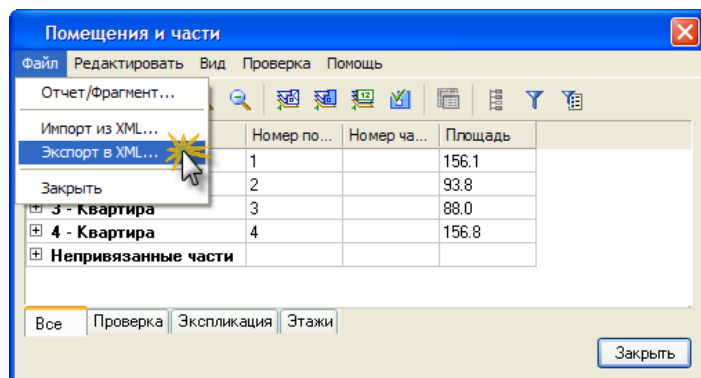 Помещения и части
Файл Редактировать Вид Проверка Помощь
Отчет/Фрагмент...
Импорт из XML...
Экспорт в XML...
Закрыть
Номер по... Номер ча... Площадь
1 156.1
2 93.8
3 - Квартира 3 88.0
4 - Квартира 4 156.8
Непривязанные части
Все Проверка Экспликация Этажи
Закрыть